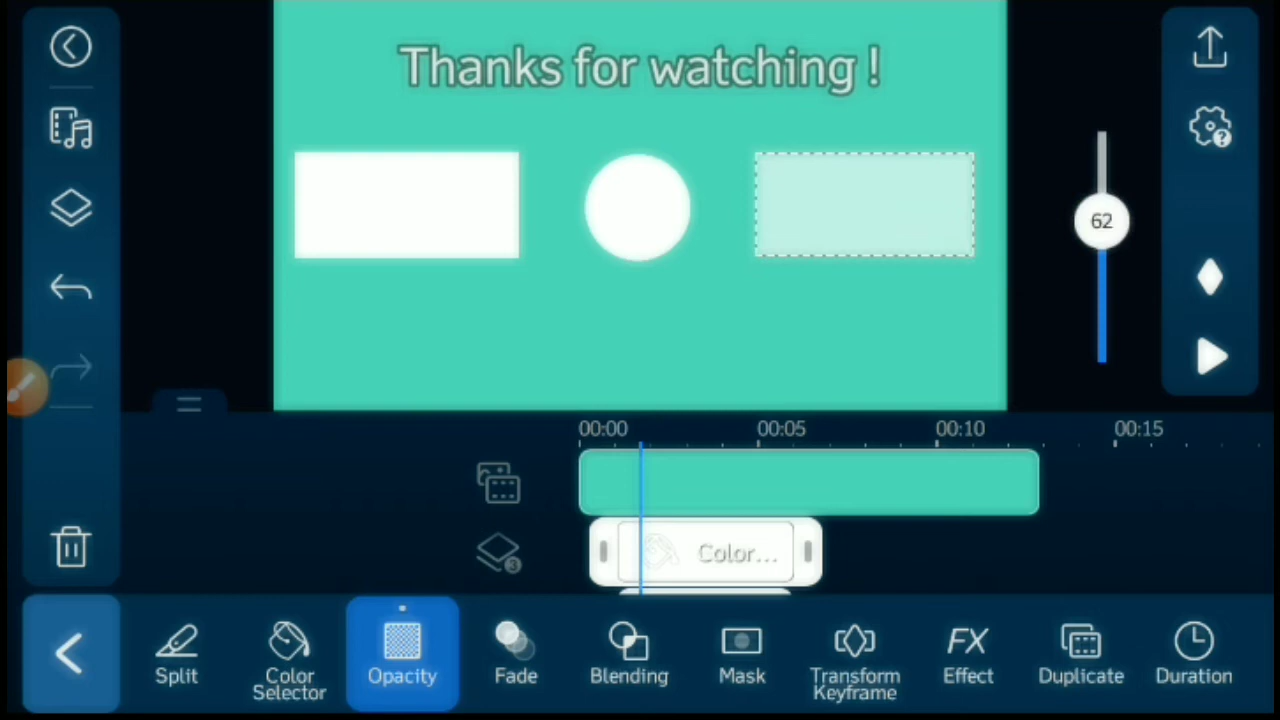 Thanks for watching !
62
00:00 00:05 00:10 00:15
3
Color...
Split
Color Selector
Opacity
Fade
Blending
Mask
Transform Keyframe
FX
Effect
Duplicate
Duration